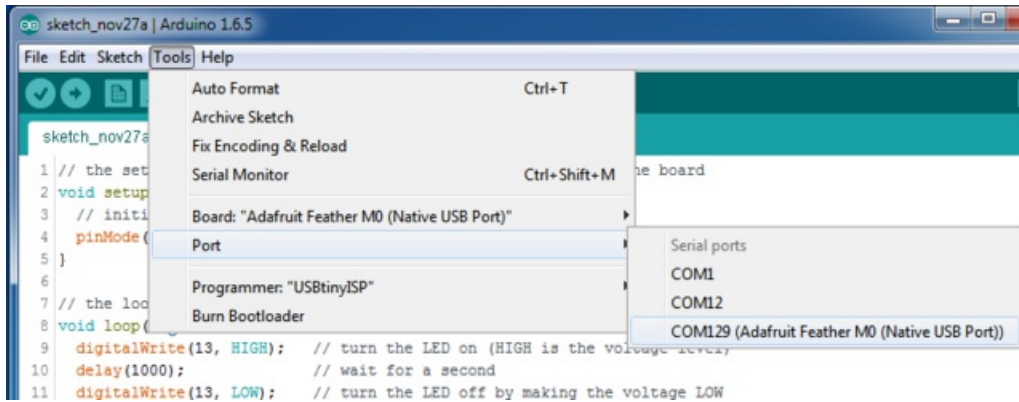 sketch_nov27a | Arduino 1.6.5
File Edit Sketch Tools Help
Auto Format Ctrl+T
Archive Sketch
Fix Encoding & Reload
Serial Monitor Ctrl+Shift+M
Board: "Adafruit Feather M0 (Native USB Port)"
Port
Programmer: "USBtinyISP"
Burn Bootloader
Serial ports
COM1
COM12
COM129 (Adafruit Feather M0 (Native USB Port))
sketch_nov27a
1 // the set he board
2 void setup
3 // initi
4 pinMode(
5 }
6
7 // the loo
8 void loop(
9 digitalWrite(13, HIGH); // turn the LED on (HIGH is the voltage level)
10 delay(1000); // wait for a second
11 digitalWrite(13, LOW); // turn the LED off by making the voltage LOW